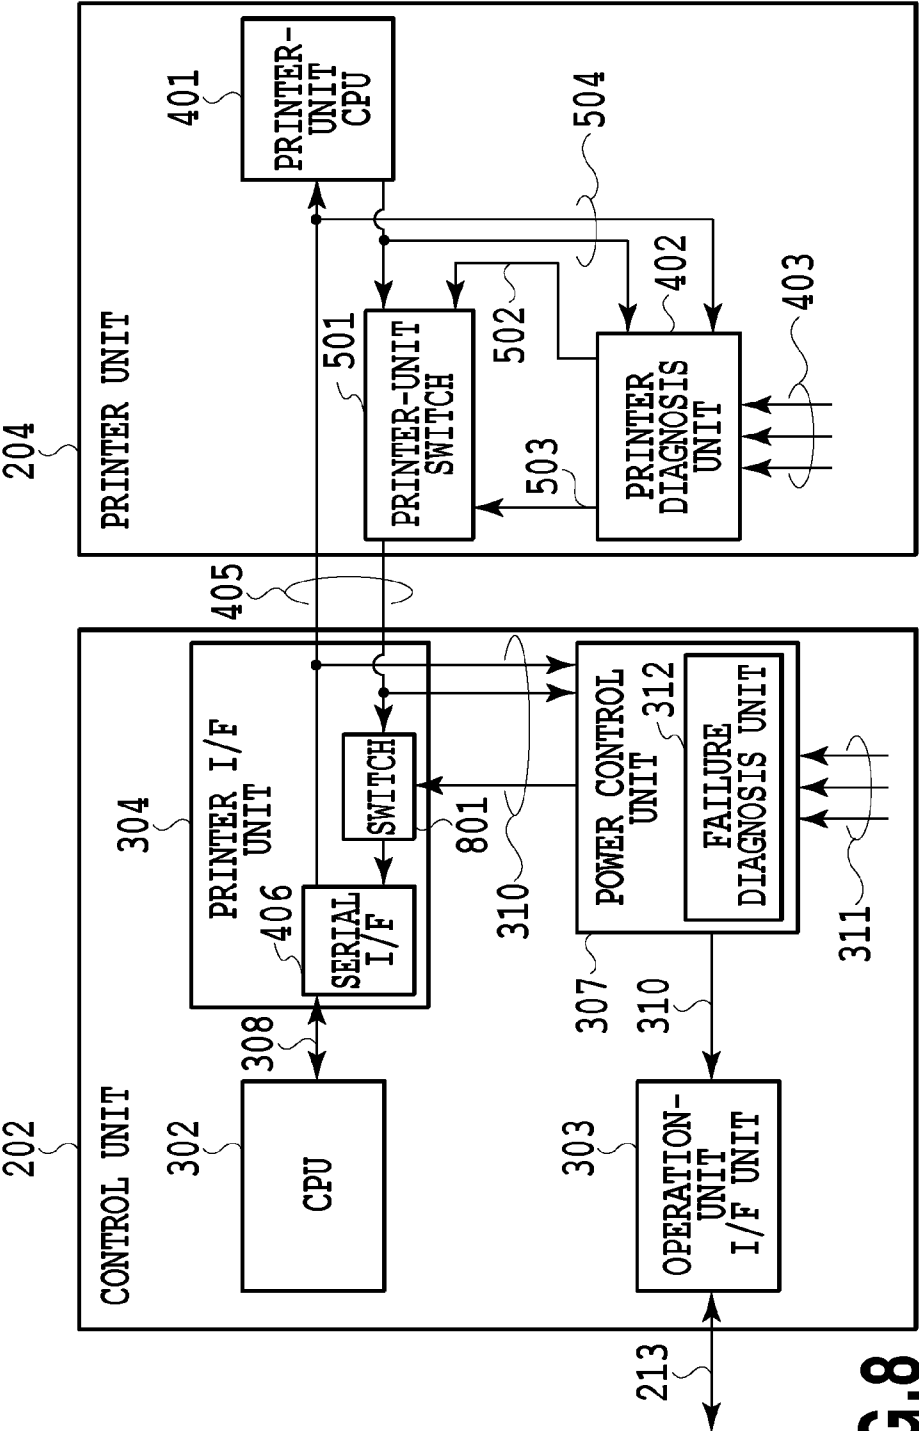 202
CONTROL UNIT
302
CPU
308
304
PRINTER I/F
UNIT
406
SERIAL
I/F
SWITCH
801
310
303
OPERATION-
UNIT
I/F UNIT
213
307
310
POWER CONTROL
UNIT
312
FAILURE
DIAGNOSIS UNIT
311
405
204
PRINTER UNIT
401
PRINTER-
UNIT
CPU
501
PRINTER-UNIT
SWITCH
502
503
504
402
PRINTER
DIAGNOSIS
UNIT
403
G.8